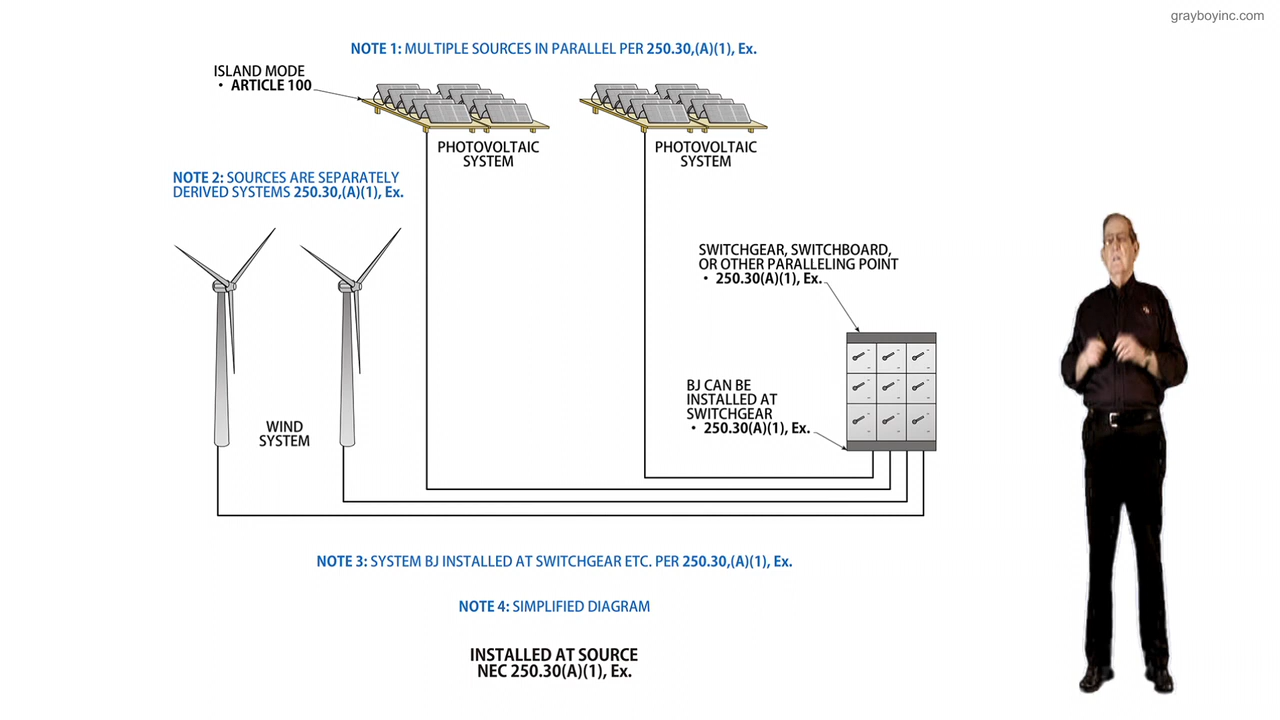 grayboyinc.com
NOTE 1: MULTIPLE SOURCES IN PARALLEL PER 250.30,(A)(1), Ex.
ISLAND MODE
• ARTICLE 100
PHOTOVOLTAIC
SYSTEM
PHOTOVOLTAIC
SYSTEM
NOTE 2: SOURCES ARE SEPARATELY
DERIVED SYSTEMS 250.30,(A)(1), Ex.
SWITCHGEAR, SWITCHBOARD,
OR OTHER PARALLELING POINT
• 250.30(A)(1), Ex.
BJ CAN BE
INSTALLED AT
SWITCHGEAR
• 250.30(A)(1), Ex.
WIND
SYSTEM
NOTE 3: SYSTEM BJ INSTALLED AT SWITCHGEAR ETC. PER 250.30,(A)(1), Ex.
NOTE 4: SIMPLIFIED DIAGRAM
INSTALLED AT SOURCE
NEC 250.30(A)(1), Ex.